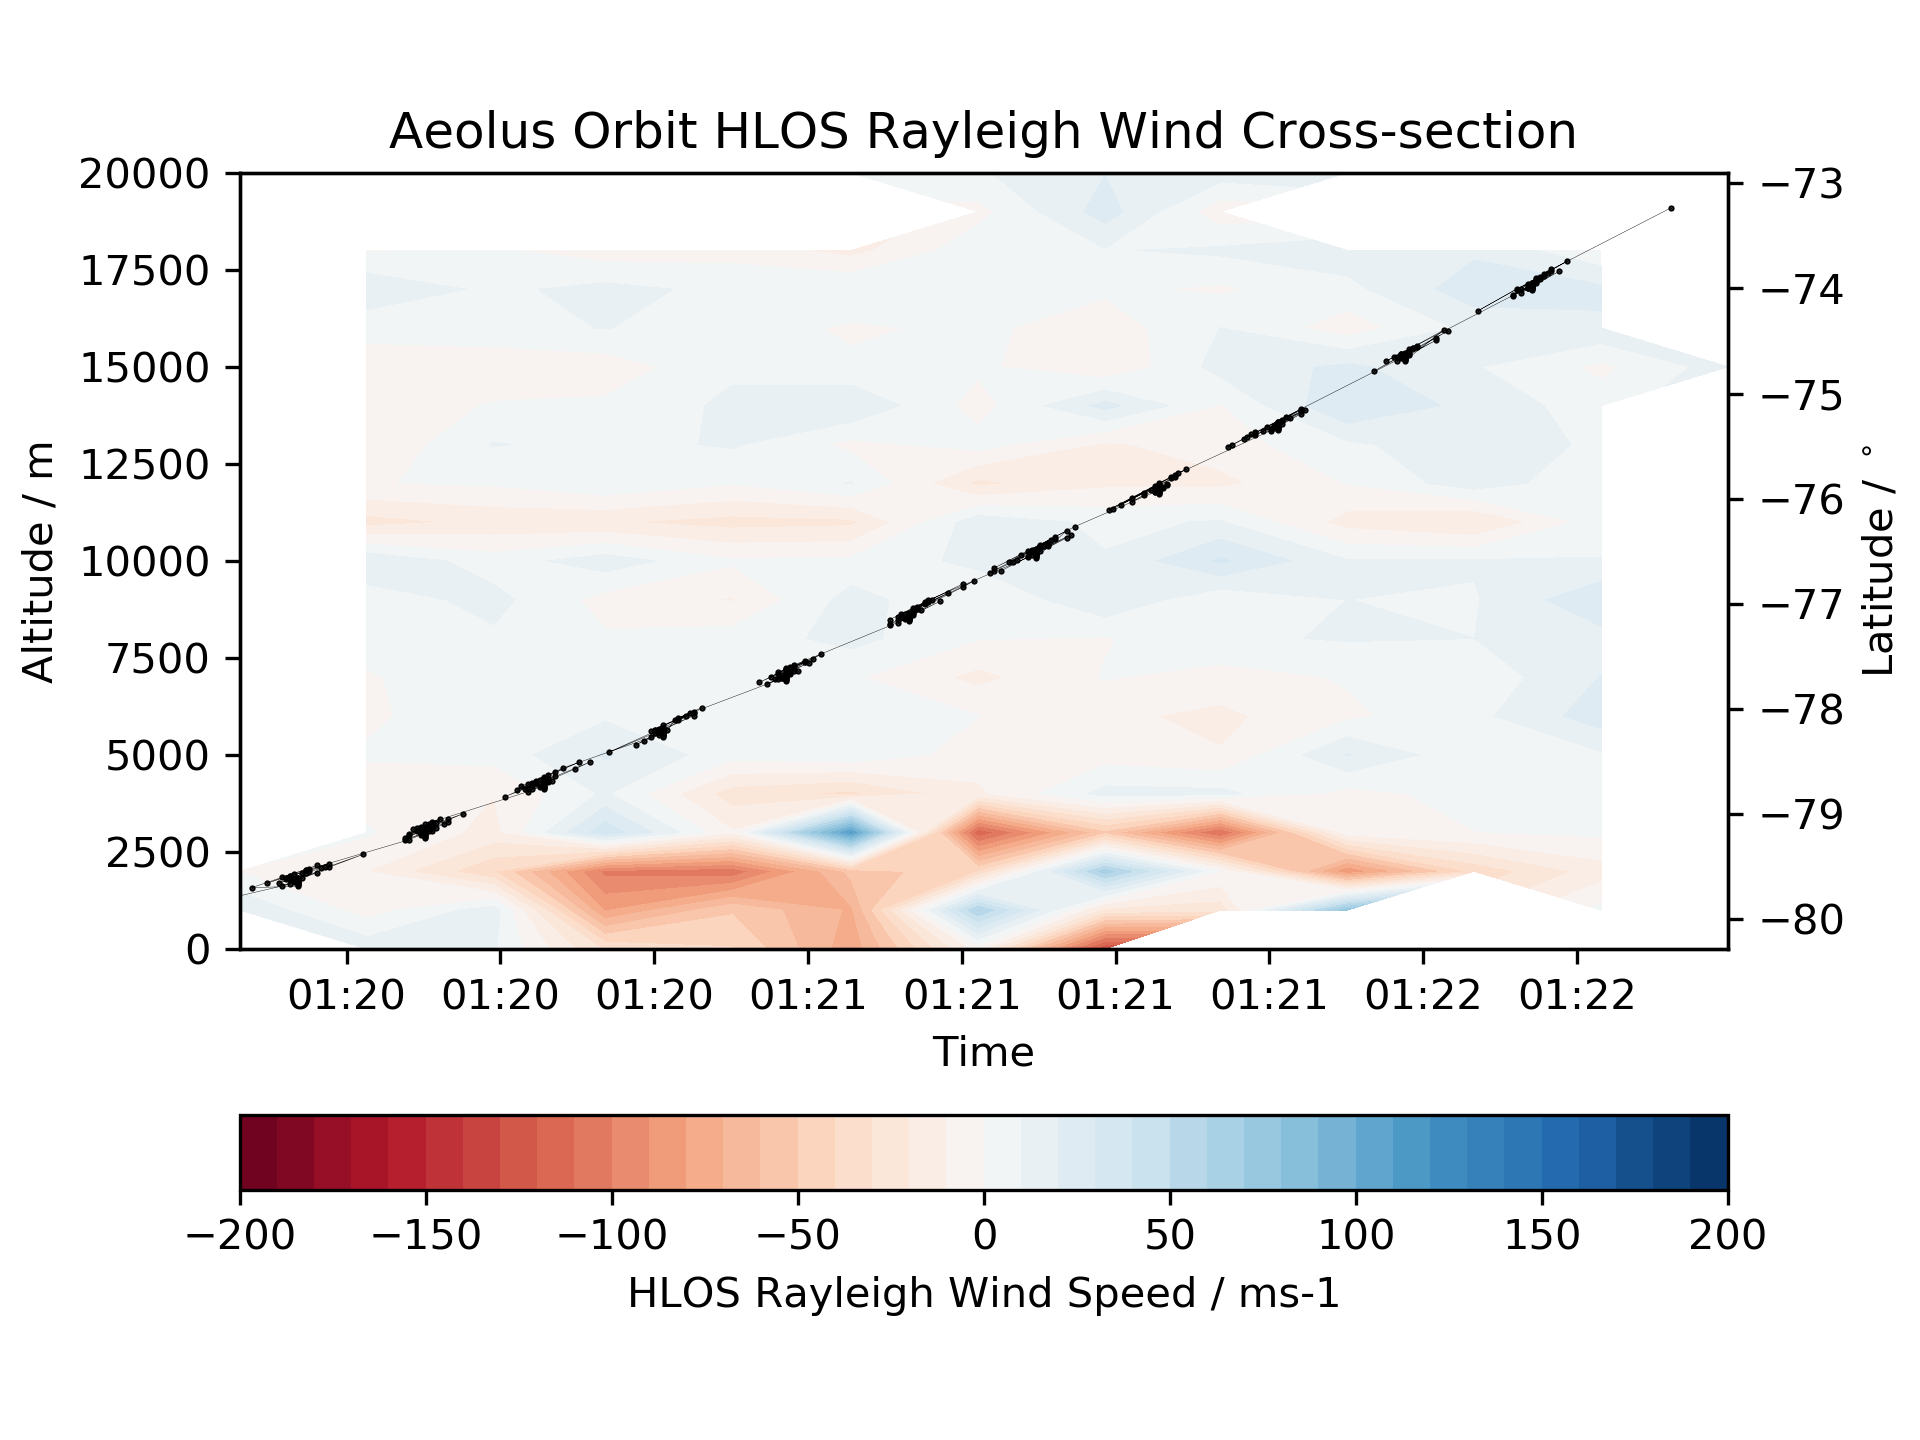 Aeolus Orbit HLOS Rayleigh Wind Cross-section
20000
17500
15000
12500
10000
7500
5000
2500
0
Altitude / m
−73
−74
−75
−76
−77
−78
−79
−80
Latitude / °
01:20 01:20 01:20 01:21 01:21 01:21 01:21 01:22 01:22
Time
−200 −150 −100 −50 0 50 100 150 200
HLOS Rayleigh Wind Speed / ms-1